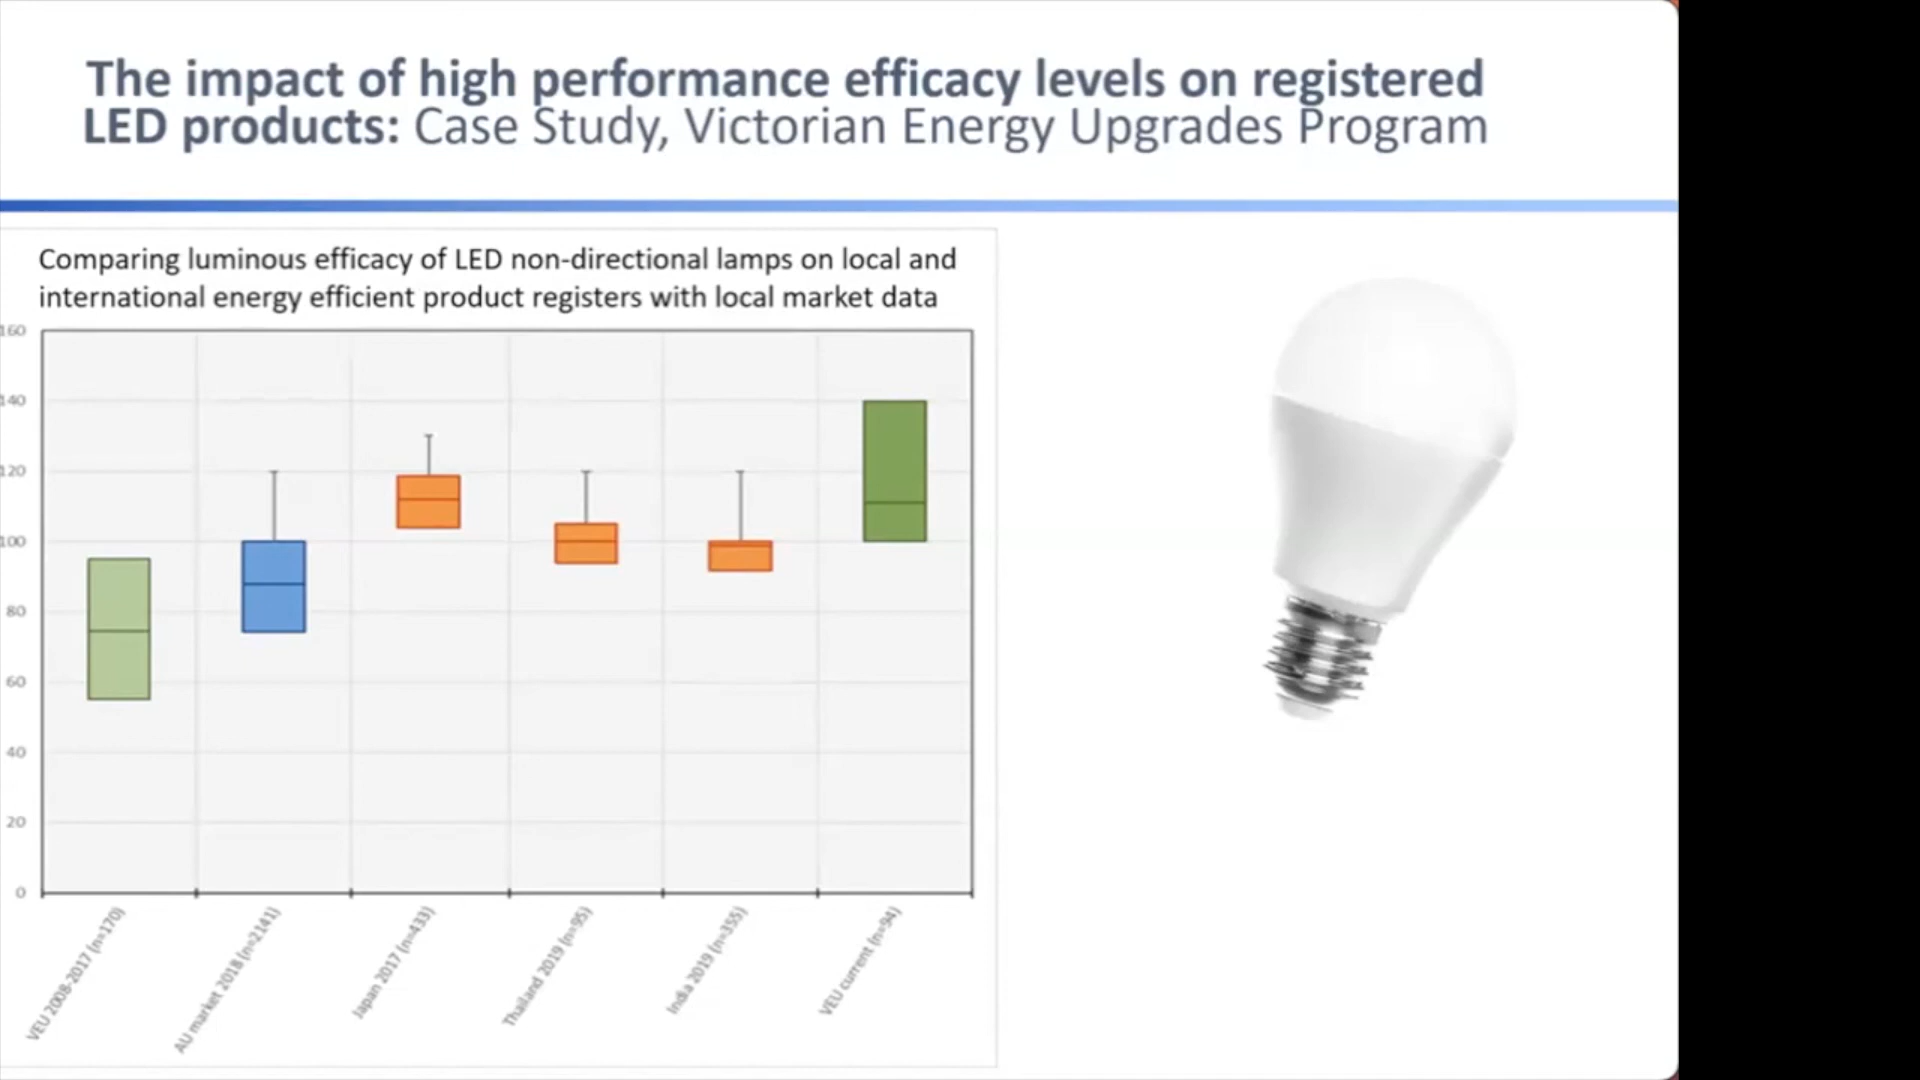 The impact of high performance efficacy levels on registered
LED products: Case Study, Victorian Energy Upgrades Program
Comparing luminous efficacy of LED non-directional lamps on local and
international energy efficient product registers with local market data
160
140
120
100
80
60
40
20
0
VEU 2008-2017 (n=170)
AU market 2018 (n=2141)
Japan 2017 (n=433)
Thailand 2019 (n=95)
India 2019 (n=355)
VEU current (n=94)